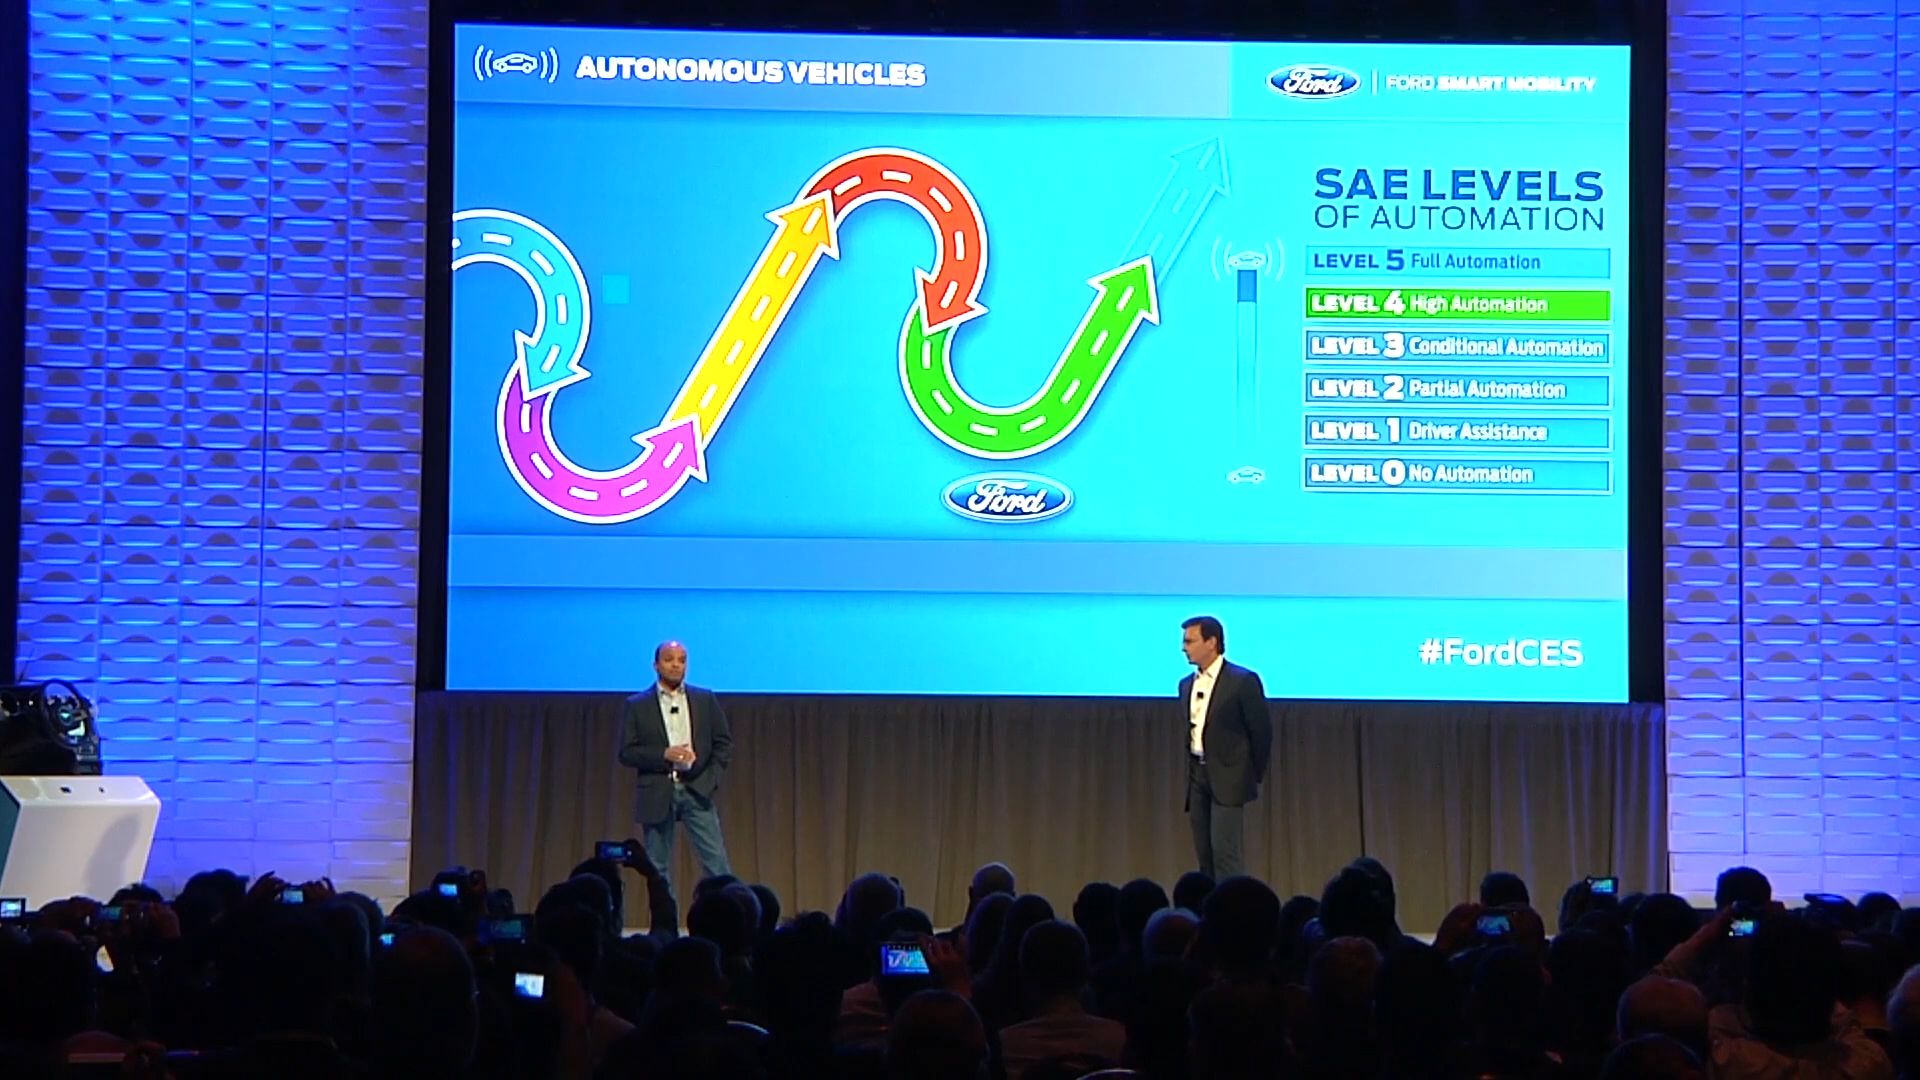 AUTONOMOUS VEHICLES
Ford
FORD SMART MOBILITY
SAE LEVELS
OF AUTOMATION
LEVEL 5 Full Automation
LEVEL 4 High Automation
LEVEL 3 Conditional Automation
LEVEL 2 Partial Automation
LEVEL 1 Driver Assistance
LEVEL 0 No Automation
Ford
#FordCES